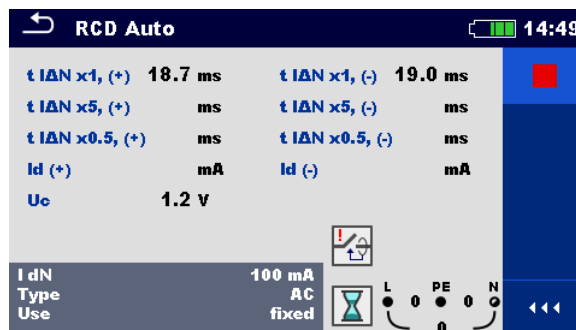 RCD Auto 14:49
t IΔN x1, (+) 18.7 ms t IΔN x1, (-) 19.0 ms
t IΔN x5, (+) ms t IΔN x5, (-) ms
t IΔN x0.5, (+) ms t IΔN x0.5, (-) ms
Id (+) mA Id (-) mA
Uc 1.2 V
I dN 100 mA
Type AC
Use fixed
L PE N
0 0
0